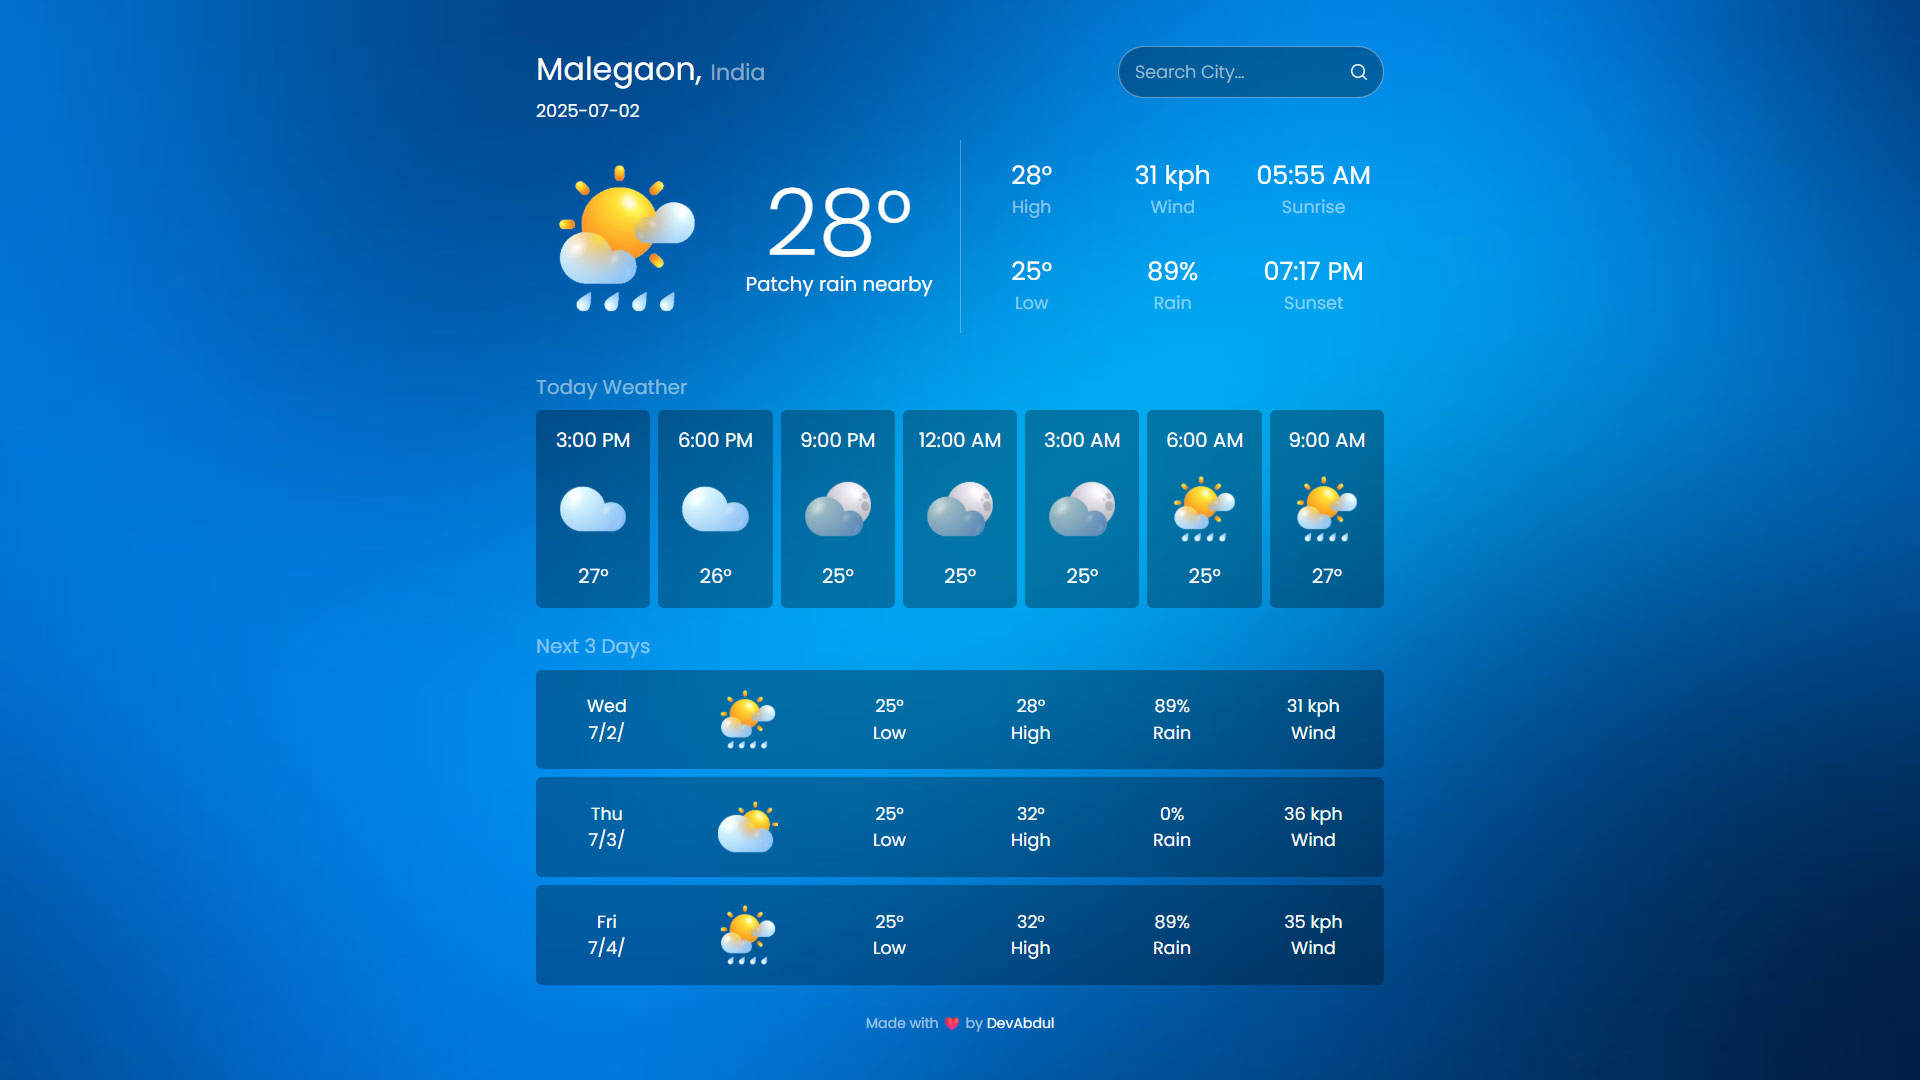 Malegaon, India
Search City...
2025-07-02
28°
Patchy rain nearby
28° 31 kph 05:55 AM
High Wind Sunrise
25° 89% 07:17 PM
Low Rain Sunset
Today Weather
3:00 PM 6:00 PM 9:00 PM 12:00 AM 3:00 AM 6:00 AM 9:00 AM
27° 26° 25° 25° 25° 25° 27°
Next 3 Days
Wed 25° 28° 89% 31 kph
7/2/ Low High Rain Wind
Thu 25° 32° 0% 36 kph
7/3/ Low High Rain Wind
Fri 25° 32° 89% 35 kph
7/4/ Low High Rain Wind
Made with ❤️ by DevAbdul